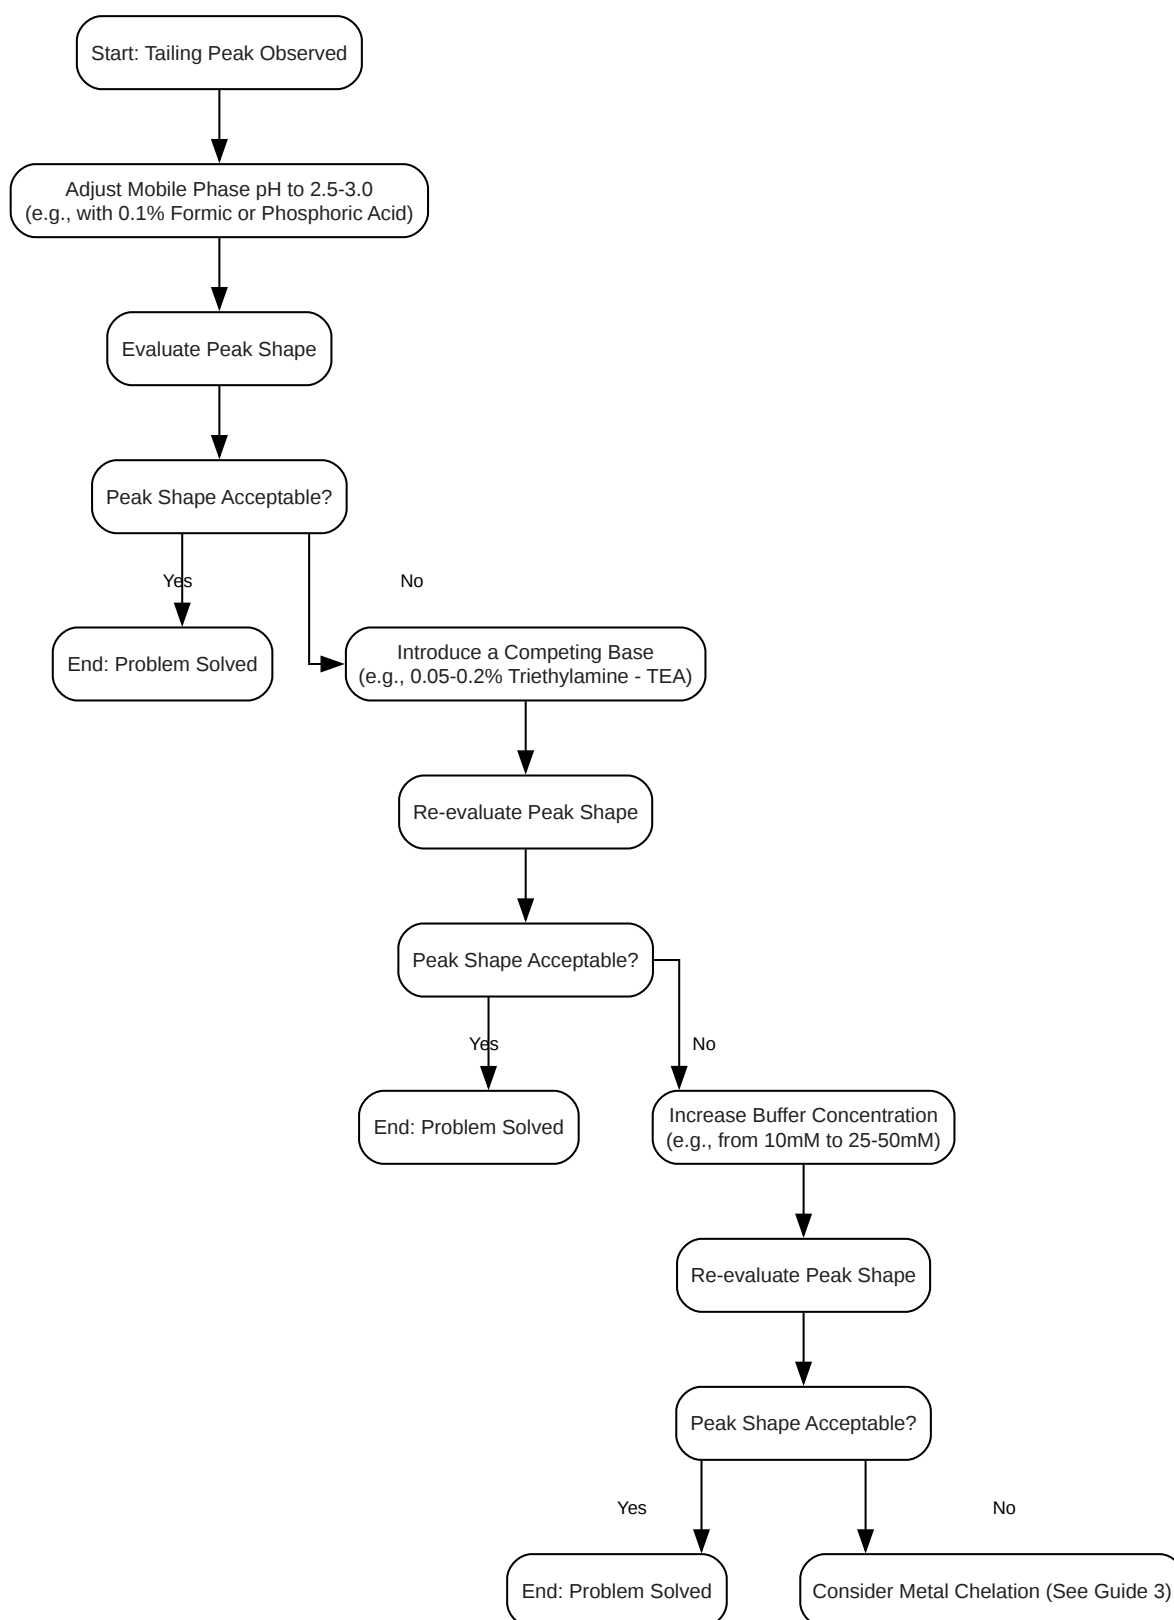 Start: Tailing Peak Observed
Adjust Mobile Phase pH to 2.5-3.0
(e.g., with 0.1% Formic or Phosphoric Acid)
Evaluate Peak Shape
Peak Shape Acceptable?
Yes
No
End: Problem Solved
Introduce a Competing Base
(e.g., 0.05-0.2% Triethylamine - TEA)
Re-evaluate Peak Shape
Peak Shape Acceptable?
Yes
No
End: Problem Solved
Increase Buffer Concentration
(e.g., from 10mM to 25-50mM)
Re-evaluate Peak Shape
Peak Shape Acceptable?
Yes
No
End: Problem Solved
Consider Metal Chelation (See Guide 3)